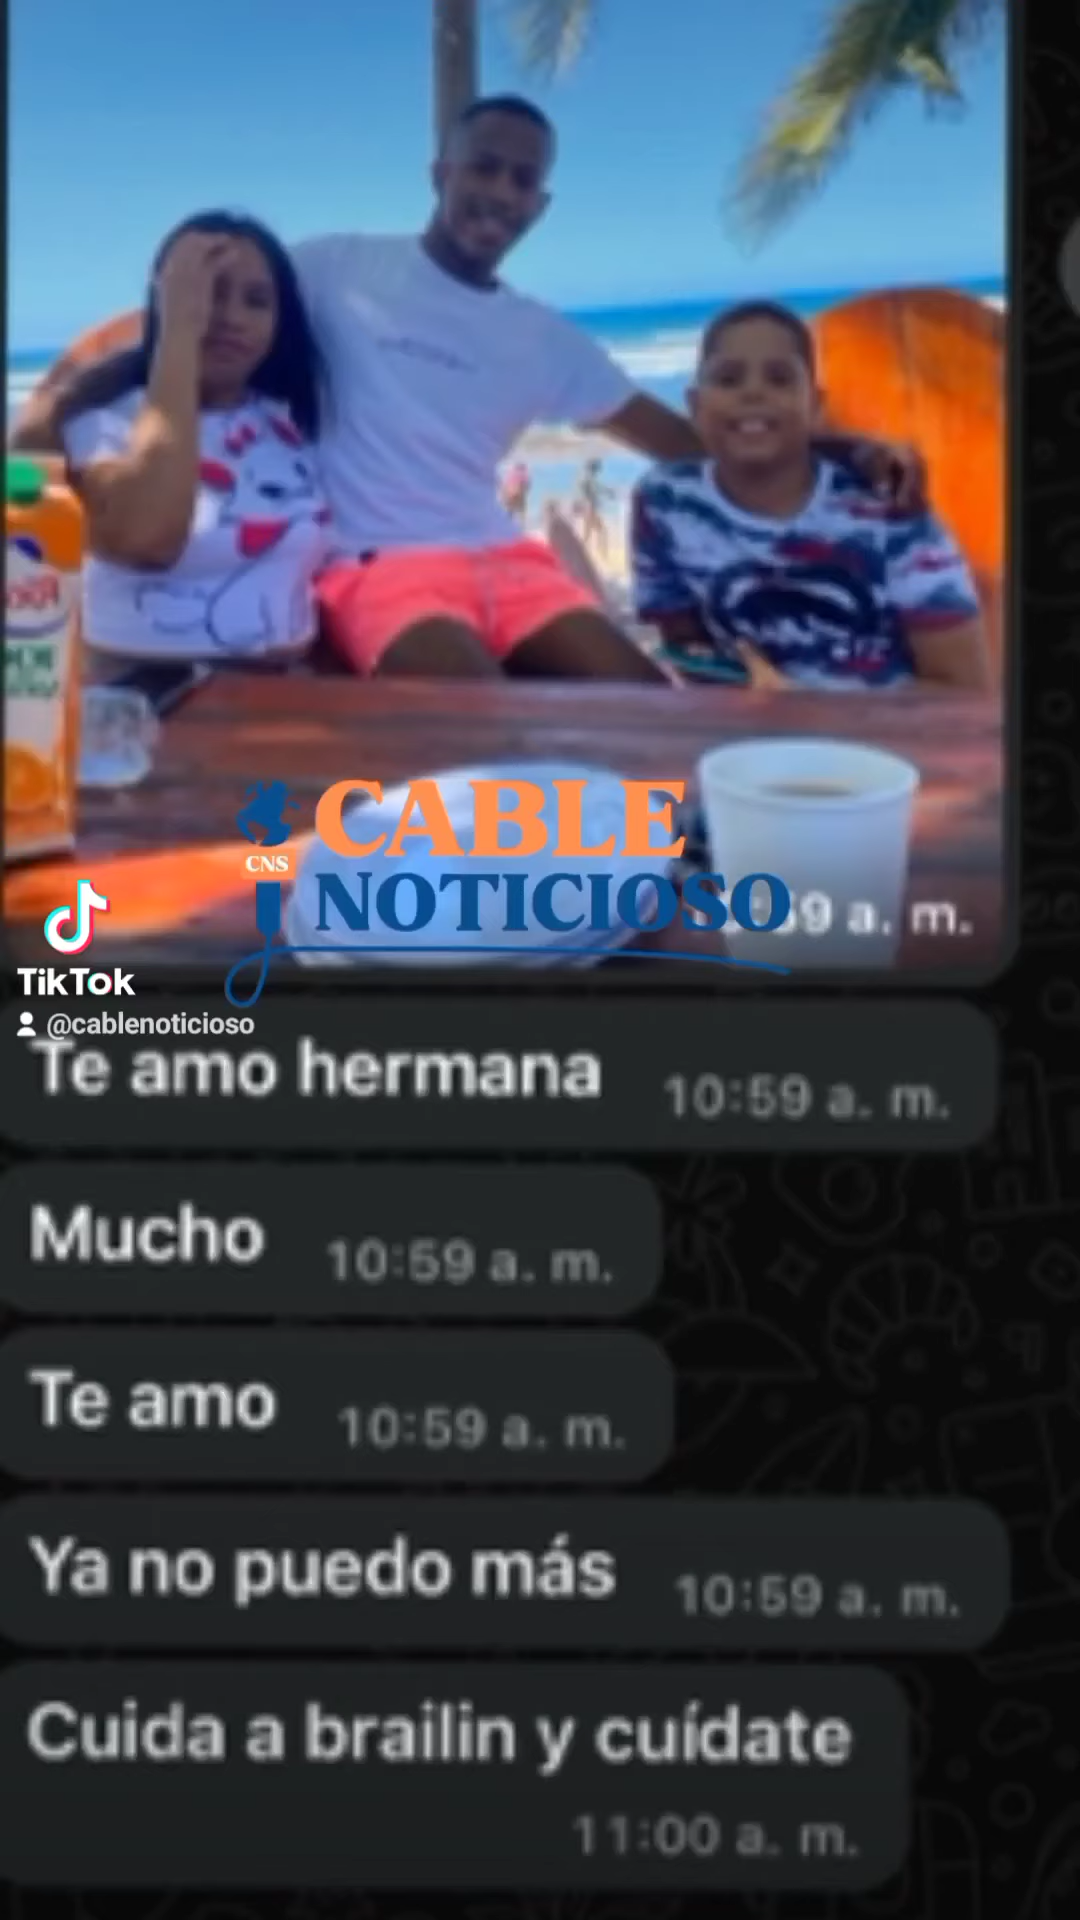 CABLE
CNS
NOTICIOSO
59 a. m.
TikTok
@cablenoticioso
Te amo hermana 10:59 a. m.
Mucho 10:59 a. m.
Te amo 10:59 a. m.
Ya no puedo más 10:59 a. m.
Cuida a brailin y cuídate
11:00 a. m.